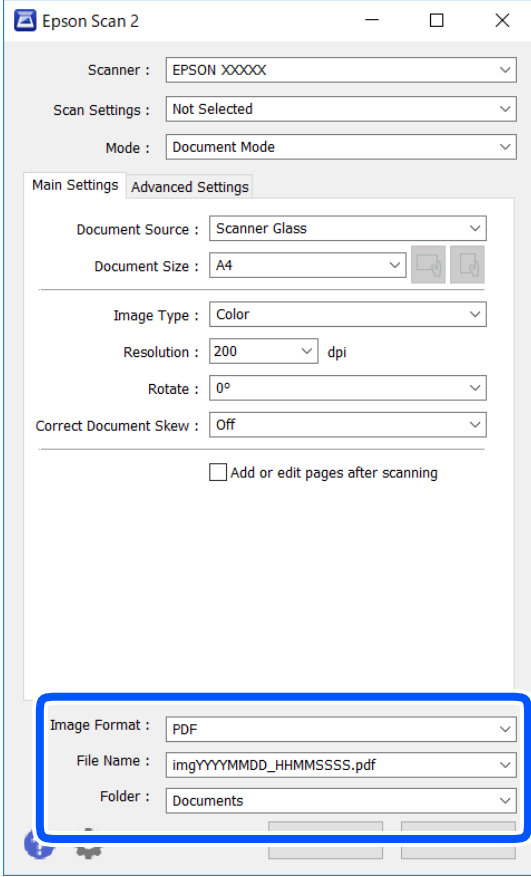 Epson Scan 2
Scanner : EPSON XXXXX
Scan Settings : Not Selected
Mode : Document Mode
Main Settings Advanced Settings
Document Source : Scanner Glass
Document Size : A4
Image Type : Color
Resolution : 200 dpi
Rotate : 0°
Correct Document Skew : Off
Add or edit pages after scanning
Image Format : PDF
File Name : imgYYYYMMDD_HHMMSSSS.pdf
Folder : Documents